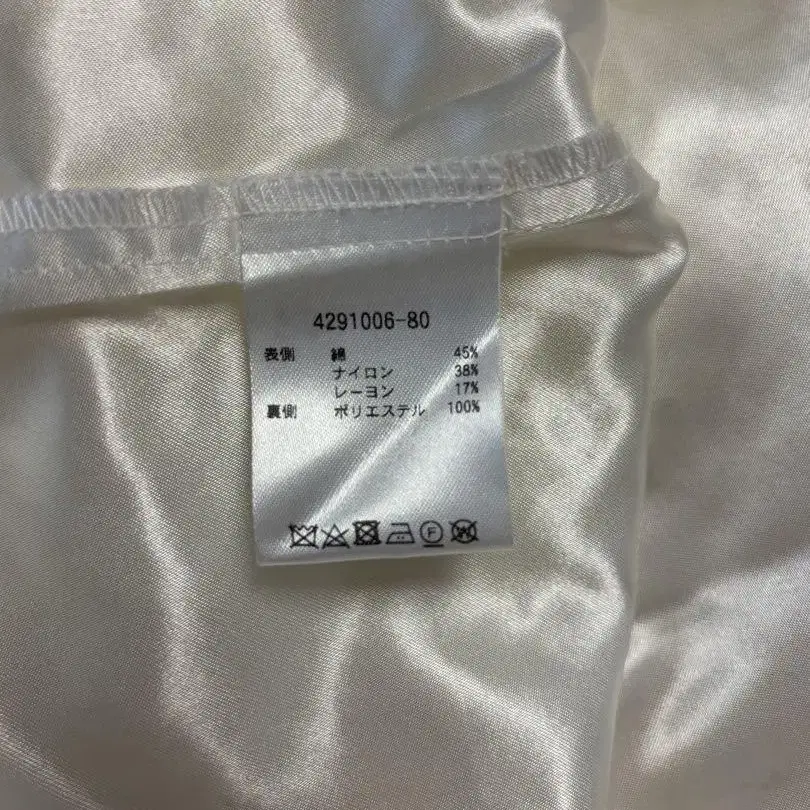 4291006-80
表側 綿 45%
ナイロン 38%
レーヨン 17%
裏側 ポリエステル 100%
F W